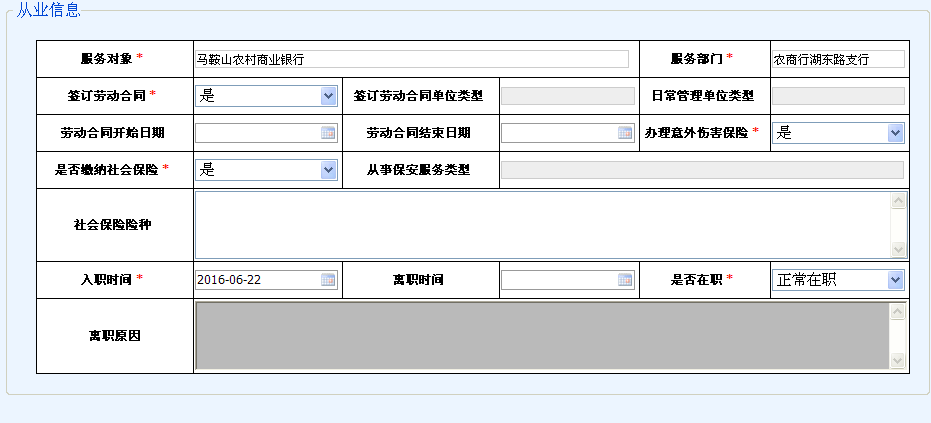 从业信息
服务对象 * 马鞍山农村商业银行 服务部门 * 农商行湖东路支行
签订劳动合同 * 是 签订劳动合同单位类型 日常管理单位类型
劳动合同开始日期 劳动合同结束日期 办理意外伤害保险 * 是
是否缴纳社会保险 * 是 从事保安服务类型
社会保险险种
入职时间 * 2016-06-22 离职时间 是否在职 * 正常在职
离职原因